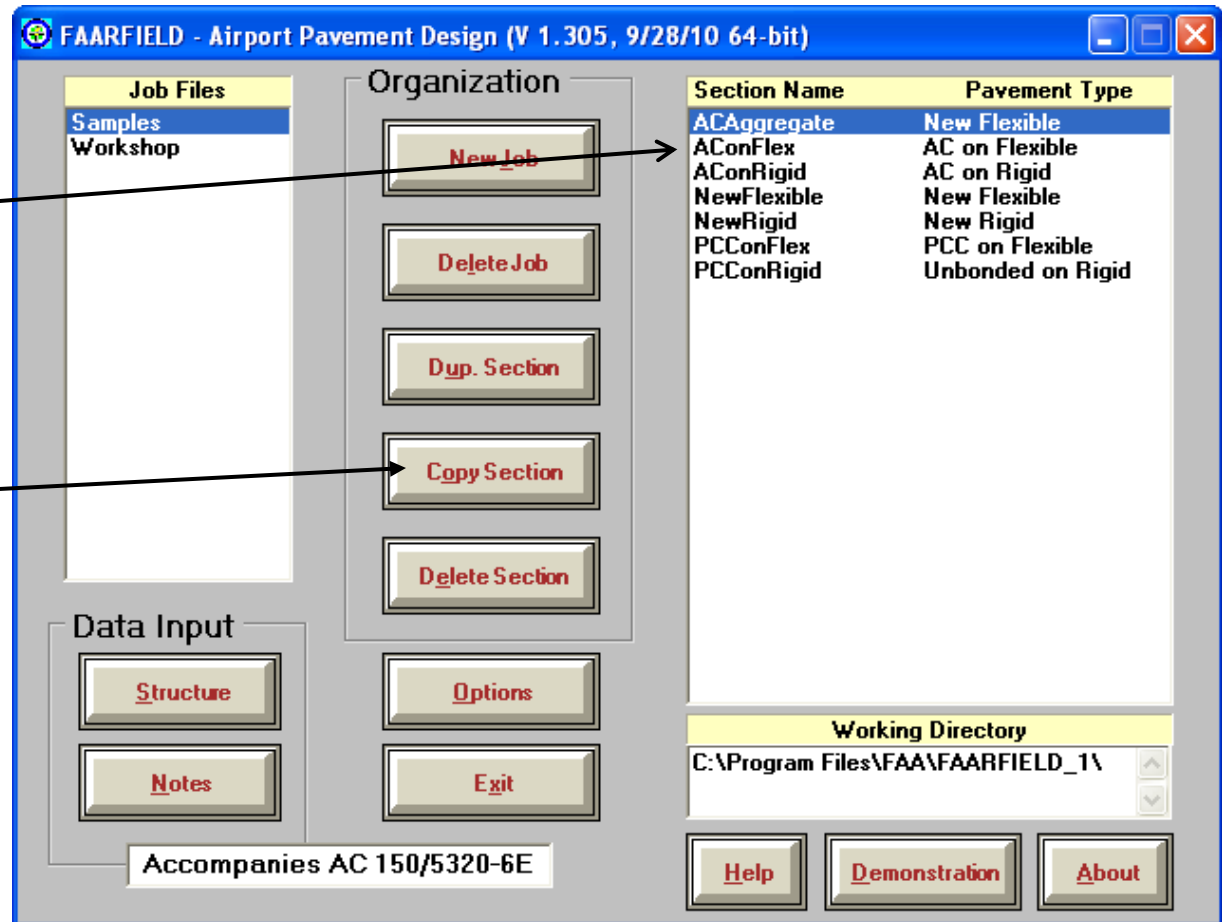 FAARFIELD - Airport Pavement Design (V 1.305, 9/28/10 64-bit)
Job Files
Samples
Workshop
Organization
New Job
Delete Job
Dup. Section
Copy Section
Delete Section
Section Name Pavement Type
ACAggregate New Flexible
AConFlex AC on Flexible
AConRigid AC on Rigid
NewFlexible New Flexible
NewRigid New Rigid
PCConFlex PCC on Flexible
PCConRigid Unbonded on Rigid
Data Input
Structure
Notes
Options
Exit
Working Directory
C:\Program Files\FAA\FAARFIELD_1\
Accompanies AC 150/5320-6E
Help
Demonstration
About